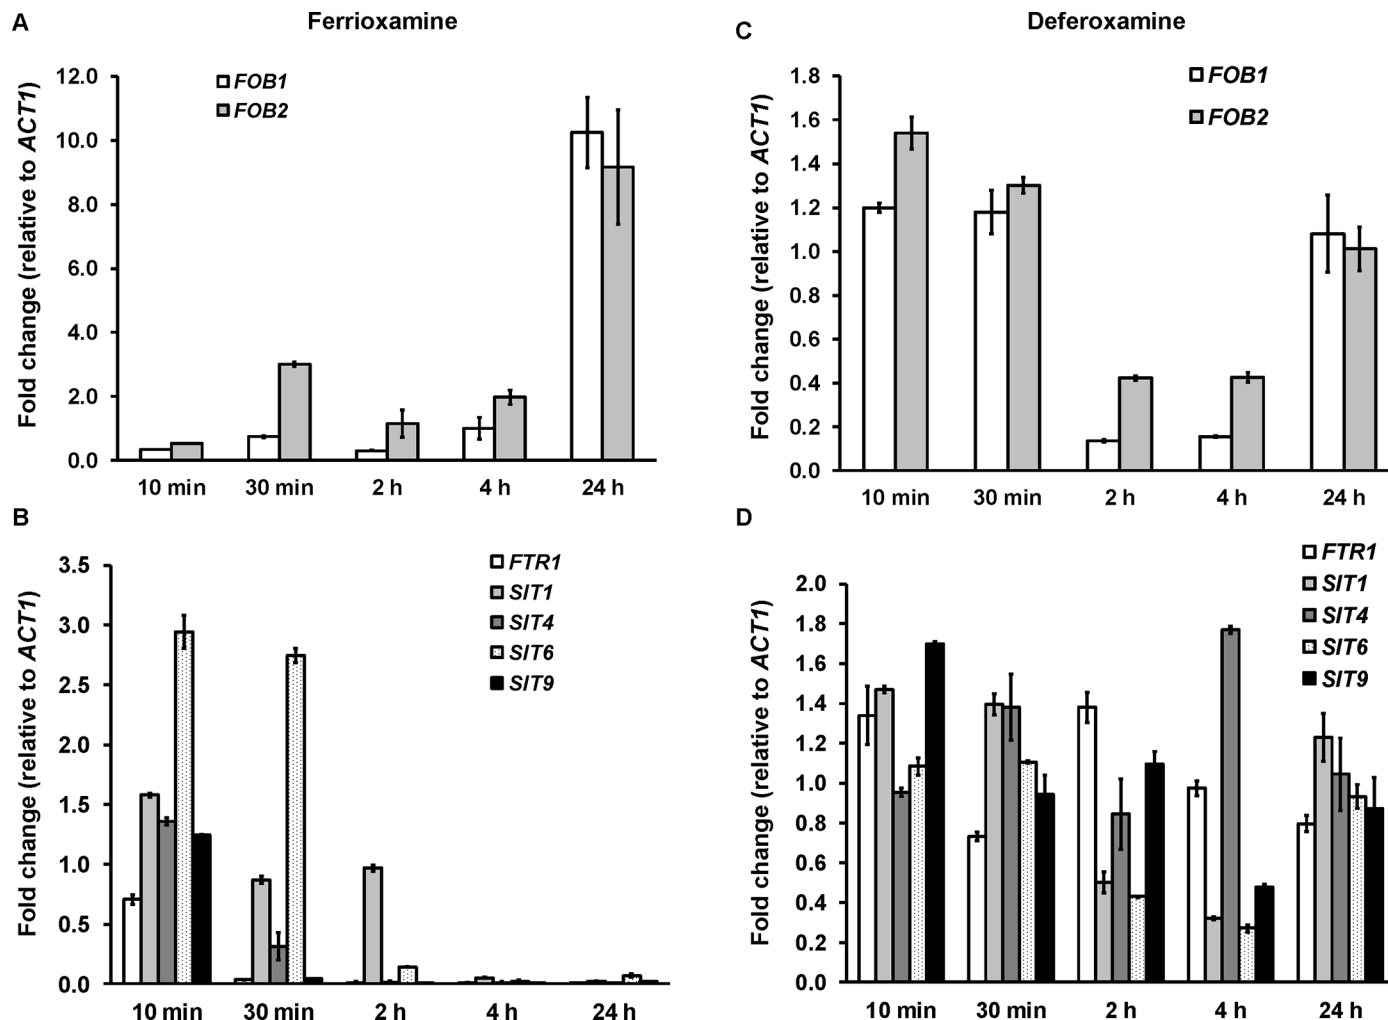 A
Ferrioxamine
Fold change (relative to ACT1)
12.0
10.0
8.0
6.0
4.0
2.0
0.0
FOB1
FOB2
10 min 30 min 2 h 4 h 24 h
C
Deferoxamine
Fold change (relative to ACT1)
1.8
1.6
1.4
1.2
1.0
0.8
0.6
0.4
0.2
0.0
FOB1
FOB2
10 min 30 min 2 h 4 h 24 h
B
Fold change (relative to ACT1)
3.5
3.0
2.5
2.0
1.5
1.0
0.5
0.0
FTR1
SIT1
SIT4
SIT6
SIT9
10 min 30 min 2 h 4 h 24 h
D
Fold change (relative to ACT1)
2.0
1.8
1.6
1.4
1.2
1.0
0.8
0.6
0.4
0.2
0.0
FTR1
SIT1
SIT4
SIT6
SIT9
10 min 30 min 2 h 4 h 24 h